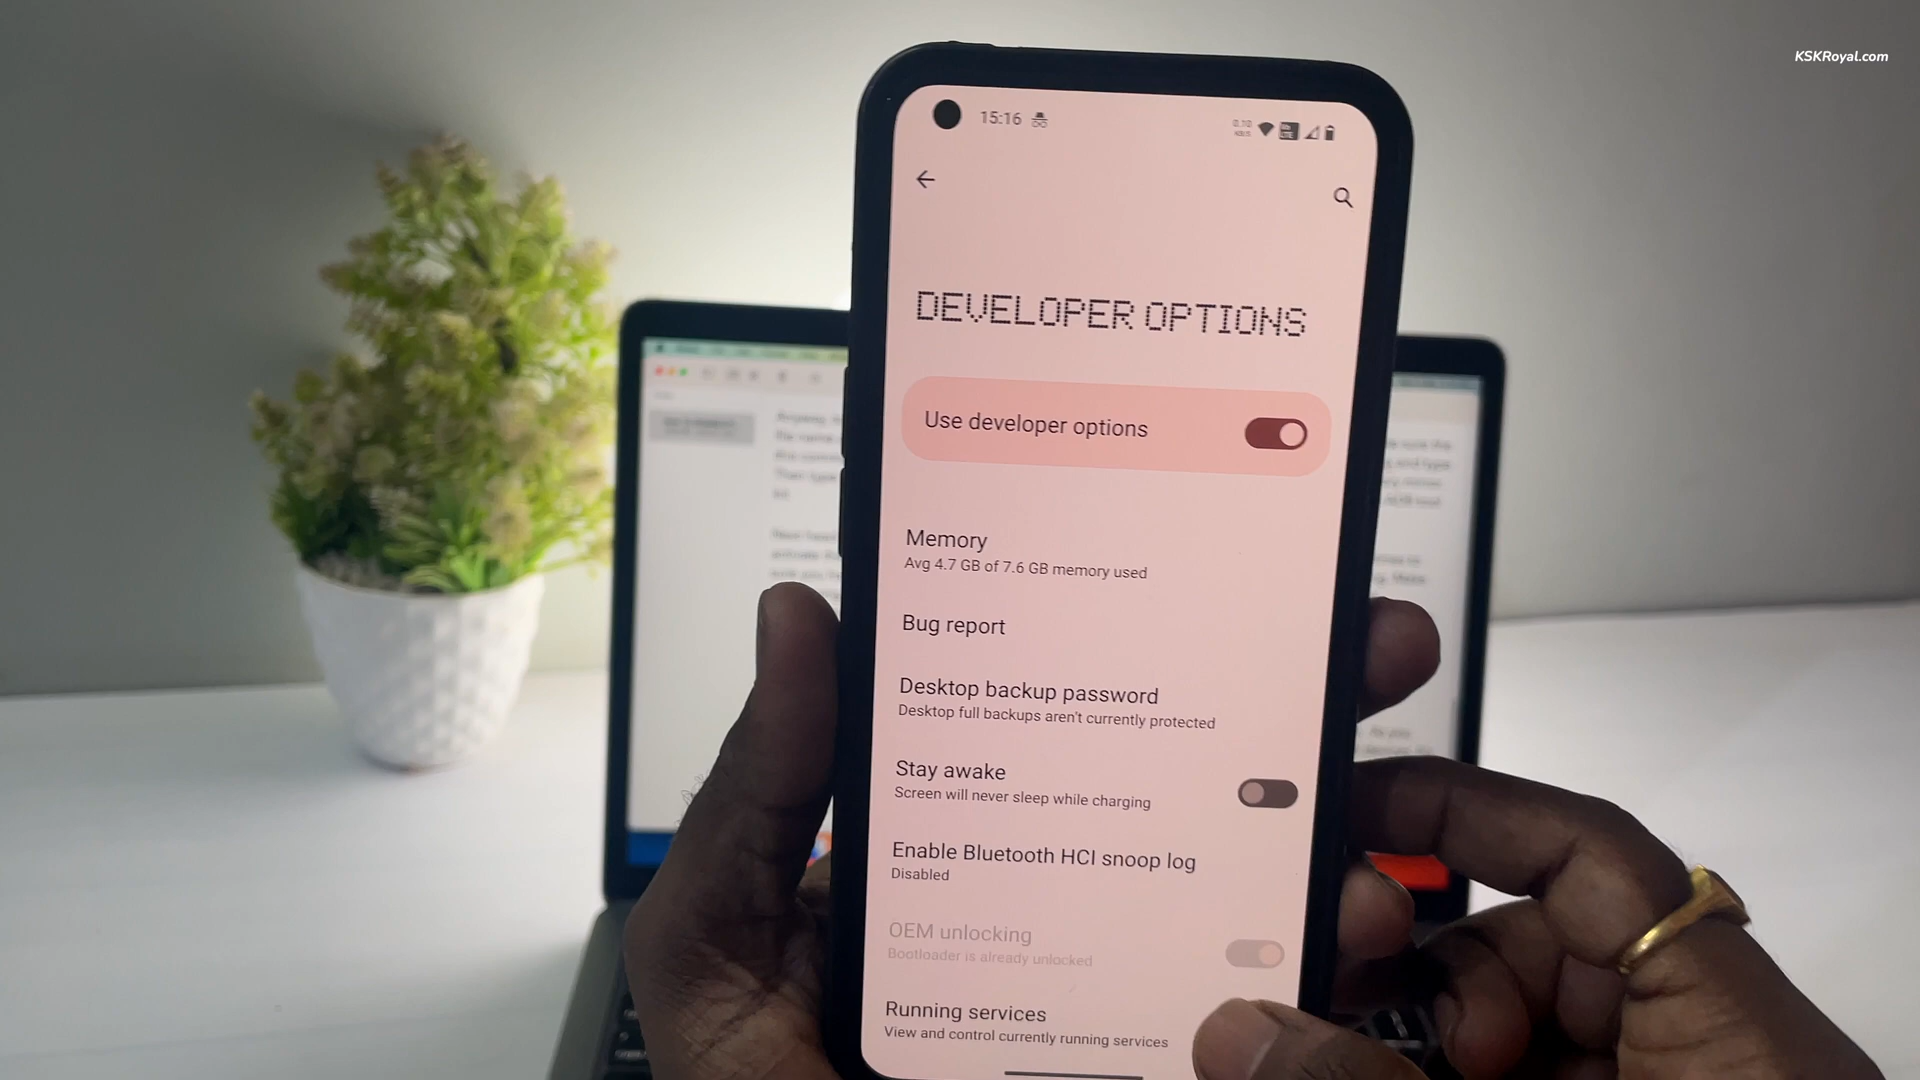 KSKRoyal.com
15:16
DEVELOPER OPTIONS
Use developer options
Memory
Avg 4.7 GB of 7.6 GB memory used
Bug report
Desktop backup password
Desktop full backups aren't currently protected
Stay awake
Screen will never sleep while charging
Enable Bluetooth HCI snoop log
Disabled
OEM unlocking
Bootloader is already unlocked
Running services
View and control currently running services